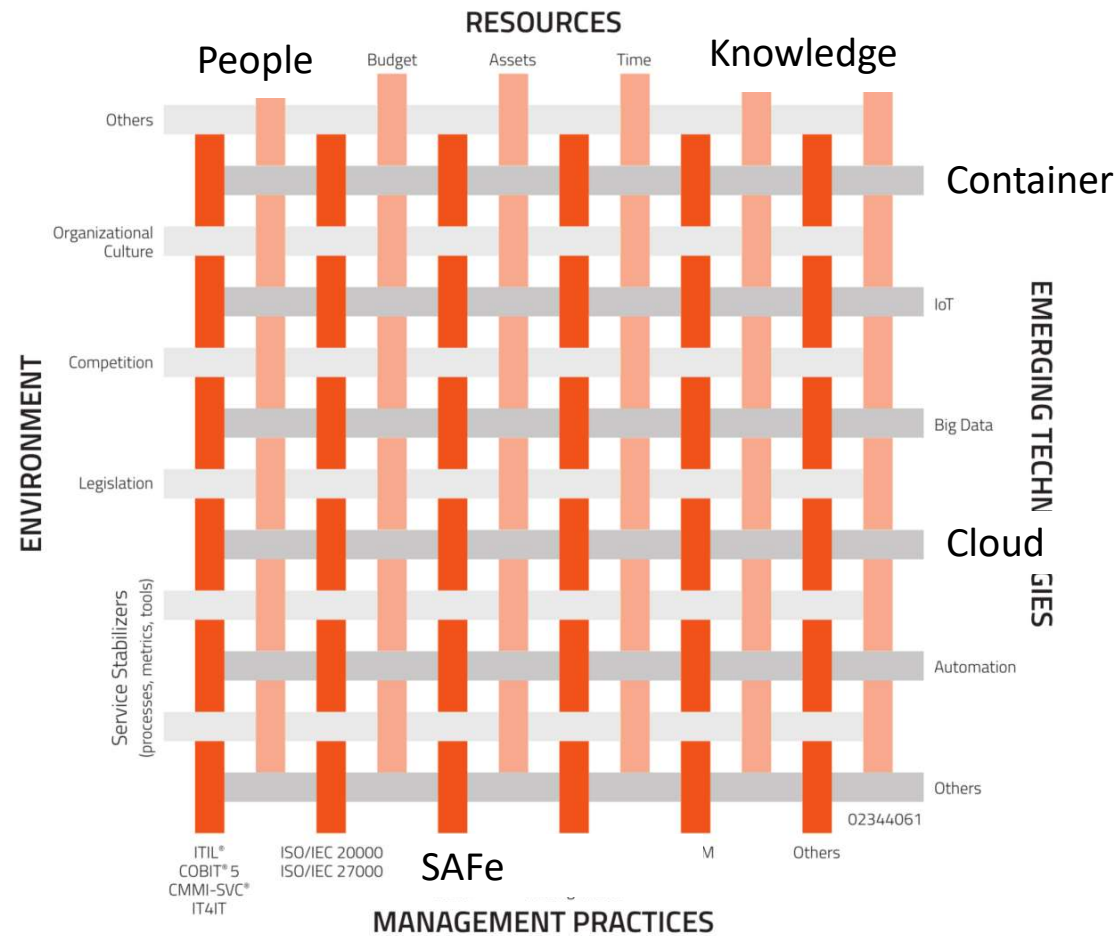 RESOURCES
People
Budget
Assets
Time
Knowledge
Others
Container
Organizational
Culture
IoT
Competition
Big Data
Legislation
Cloud
Service Stabilizers
(processes, metrics, tools)
Automation
Others
02344061
ENVIRONMENT
EMERGING TECHN
GIES
ITIL®
COBIT® 5
CMMI-SVC®
IT4IT
ISO/IEC 20000
ISO/IEC 27000
SAFe
M
Others
MANAGEMENT PRACTICES